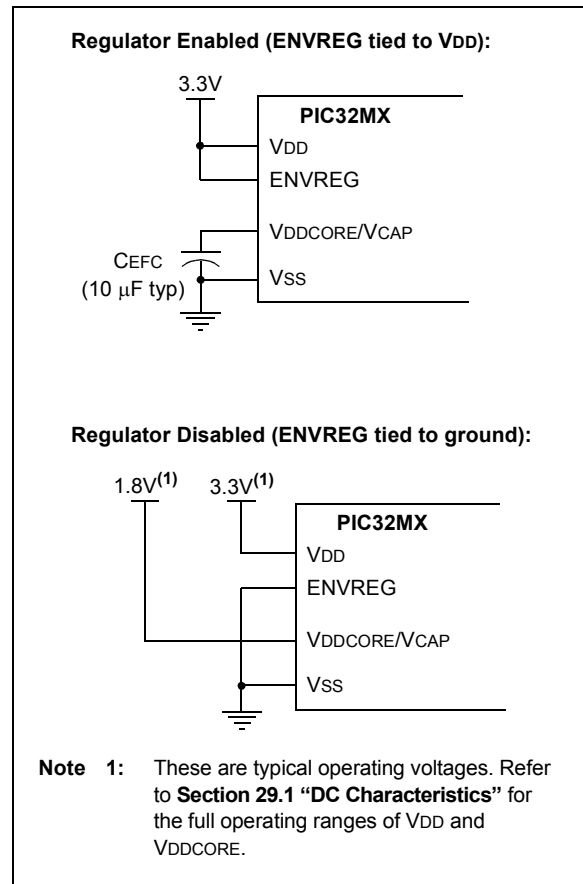 Regulator Enabled (ENVREG tied to VDD):
3.3V
PIC32MX
VDD
ENVREG
VDDCORE/VCAP
CEFC
(10 μF typ)
VSS
Regulator Disabled (ENVREG tied to ground):
1.8V(1) 3.3V(1)
PIC32MX
VDD
ENVREG
VDDCORE/VCAP
VSS
Note 1: These are typical operating voltages. Refer
to Section 29.1 “DC Characteristics” for
the full operating ranges of VDD and
VDDCORE.